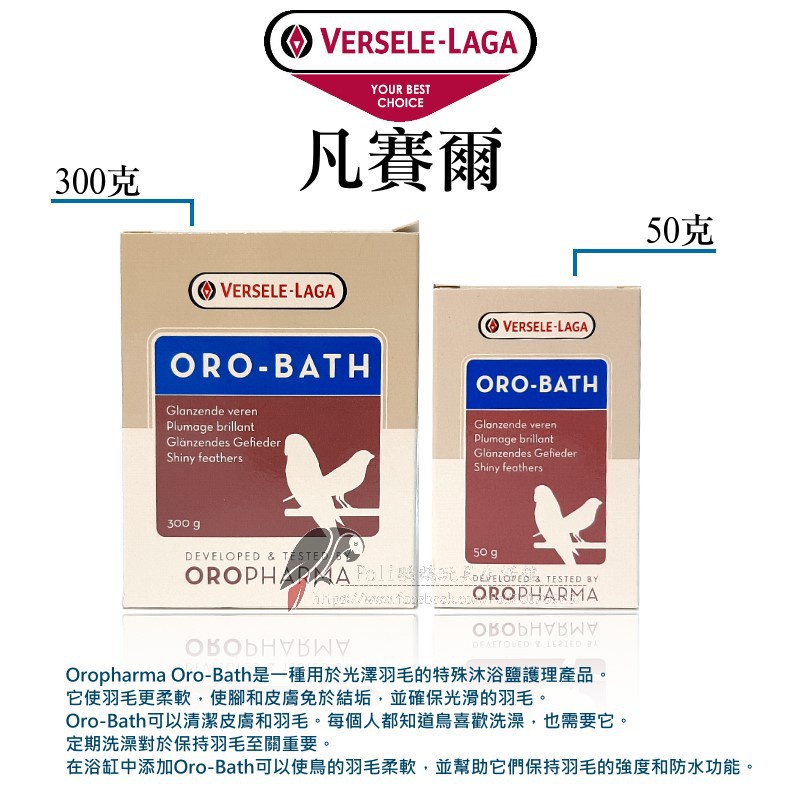 VERSELE-LAGA
YOUR BEST
CHOICE
凡賽爾
300克
50克
VERSELE-LAGA
ORO-BATH
Glanzende veren
Plumage brillant
Glänzendes Gefieder
Shiny feathers
300 g
DEVELOPED & TESTED BY
OROPHARMA
VERSELE-LAGA
ORO-BATH
Glanzende veren
Plumage brillant
Glänzendes Gefieder
Shiny feathers
50 g
DEVELOPED & TESTED BY
OROPHARMA
Oropharma Oro-Bath是一種用於光澤羽毛的特殊沐浴鹽護理產品。
它使羽毛更柔軟，使腳和皮膚免於結垢，並確保光滑的羽毛。
Oro-Bath可以清潔皮膚和羽毛。每個人都知道鳥喜歡洗澡，也需要它。
定期洗澡對於保持羽毛至關重要。
在浴缸中添加Oro-Bath可以使鳥的羽毛柔軟，並幫助它們保持羽毛的強度和防水功能。